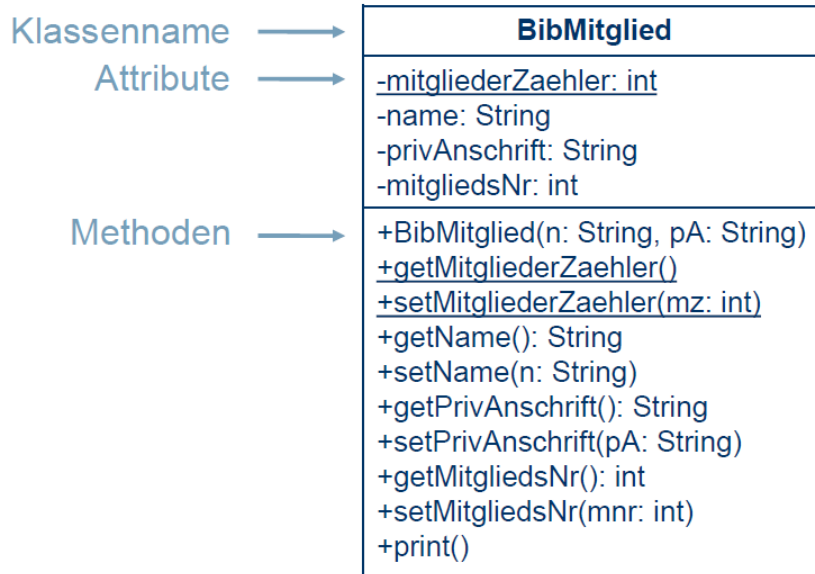 Klassenname
BibMitglied
Attribute
-mitgliederZaehler: int
-name: String
-privAnschrift: String
-mitgliedsNr: int
Methoden
+BibMitglied(n: String, pA: String)
+getMitgliederZaehler()
+setMitgliederZaehler(mz: int)
+getName(): String
+setName(n: String)
+getPrivAnschrift(): String
+setPrivAnschrift(pA: String)
+getMitgliedsNr(): int
+setMitgliedsNr(mnr: int)
+print()